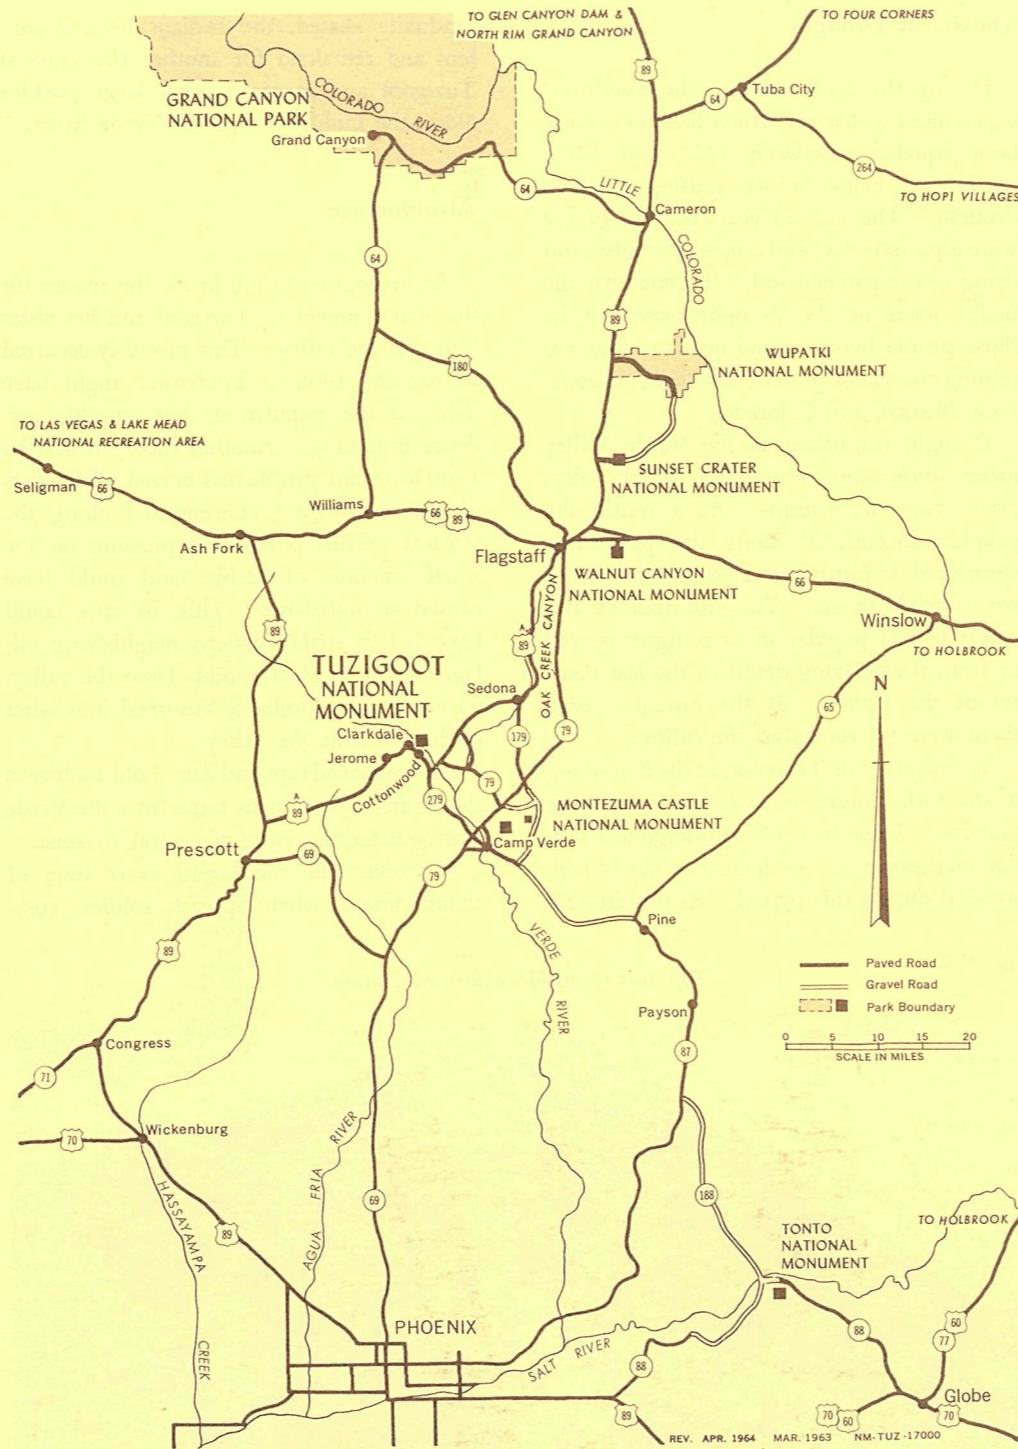 TO GLEN CANYON DAM &
NORTH RIM GRAND CANYON
TO FOUR CORNERS
89
64
Tuba City
COLORADO
RIVER
GRAND CANYON
NATIONAL PARK
Grand Canyon
264
TO HOPI VILLAGES
64
LITTLE
COLORADO
Cameron
64
89
180
WUPATKI
NATIONAL MONUMENT
TO LAS VEGAS & LAKE MEAD
NATIONAL RECREATION AREA
Seligman
66
SUNSET CRATER
NATIONAL MONUMENT
Williams
66
89
Ash Fork
Flagstaff
WALNUT CANYON
NATIONAL MONUMENT
66
Winslow
TO HOLBROOK
89
A
89
OAK CREEK CANYON
TUZIGOOT
NATIONAL
MONUMENT
Sedona
N
65
Clarkdale
Jerome
Cottonwood
179
79
79
279
A
89
MONTEZUMA CASTLE
NATIONAL MONUMENT
Camp Verde
Prescott
69
79
Pine
VERDE
RIVER
89
Paved Road
Gravel Road
Park Boundary
Payson
0 5 10 15 20
SCALE IN MILES
Congress
71
87
Wickenburg
70
AGUA FRIA RIVER
HASSAYAMPA
CREEK
69
188
89
TONTO
NATIONAL
MONUMENT
TO HOLBROOK
PHOENIX
SALT RIVER
88
88
60
77
Globe
89
70
60
70
REV. APR. 1964 MAR. 1963 NM-TUZ-17000